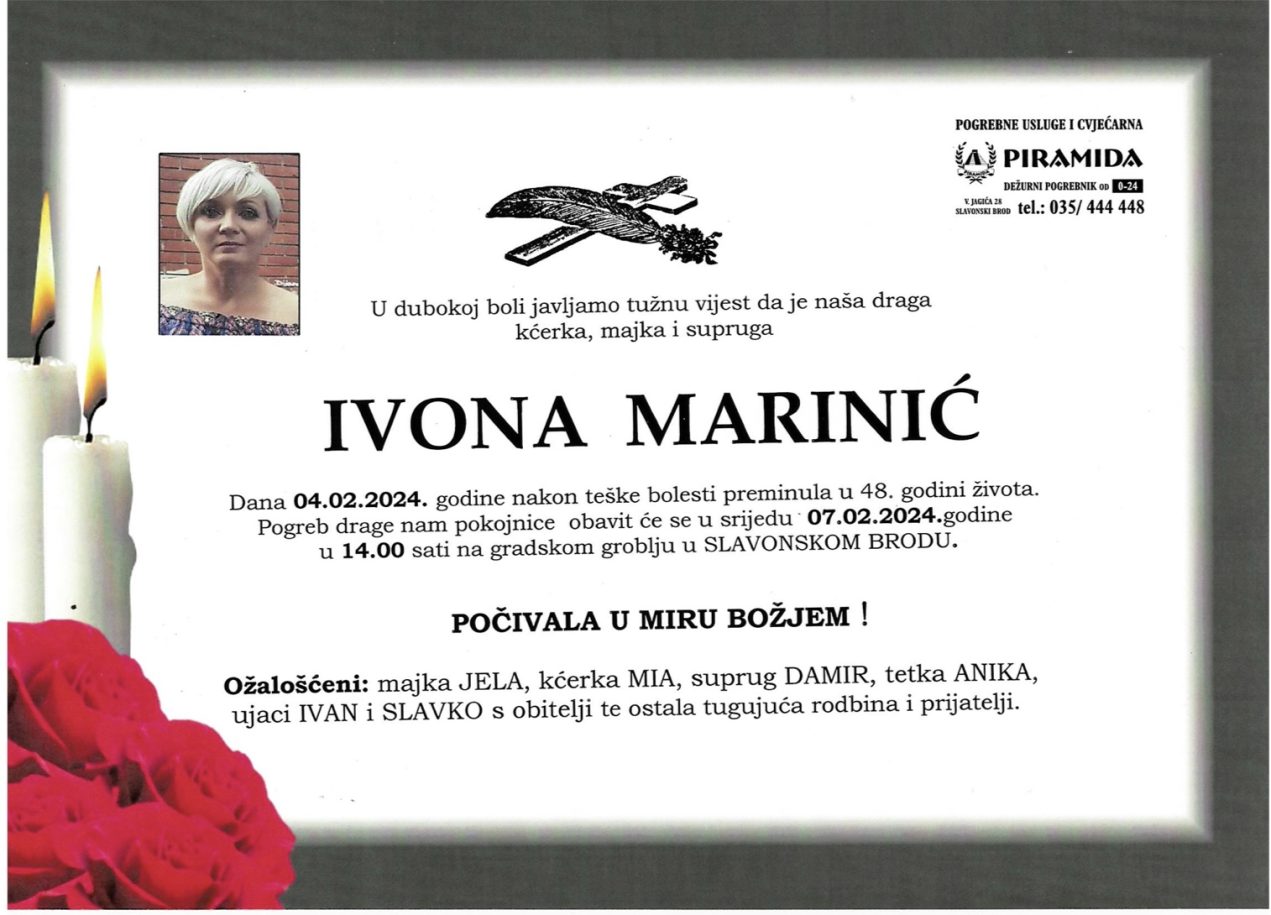 POGREBNE USLUGE I CVJEĆARNA
PIRAMIDA
DEŽURNI POGREBNIK OD 0-24
V. JAGIĆA 28
SLAVONSKI BROD tel.: 035/ 444 448
U dubokoj boli javljamo tužnu vijest da je naša draga
kćerka, majka i supruga
IVONA MARINIĆ
Dana 04.02.2024. godine nakon teške bolesti preminula u 48. godini života.
Pogreb drage nam pokojnice obavit će se u srijedu 07.02.2024.godine
u 14.00 sati na gradskom groblju u SLAVONSKOM BRODU.
POČIVALA U MIRU BOŽJEM !
Ožalošćeni: majka JELA, kćerka MIA, suprug DAMIR, tetka ANIKA,
ujaci IVAN i SLAVKO s obitelji te ostala tugujuća rodbina i prijatelji.